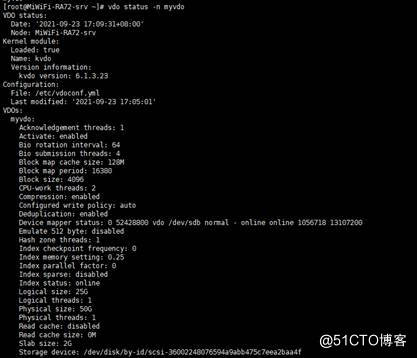 [root@MiWiFi-RA72-srv ~]# vdo status -n myvdo
VDO status:
Date: '2021-09-23 17:09:31+08:00'
Node: MiWiFi-RA72-srv
Kernel module:
Loaded: true
Name: kvdo
Version information:
kvdo version: 6.1.3.23
Configuration:
File: /etc/vdoconf.yml
Last modified: '2021-09-23 17:05:01'
VDOs:
myvdo:
Acknowledgement threads: 1
Activate: enabled
Bio rotation interval: 64
Bio submission threads: 4
Block map cache size: 128M
Block map period: 16380
Block size: 4096
CPU-work threads: 2
Compression: enabled
Configured write policy: auto
Deduplication: enabled
Device mapper status: 0 52428800 vdo /dev/sdb normal - online online 1056718 13107200
Emulate 512 byte: disabled
Hash zone threads: 1
Index checkpoint frequency: 0
Index memory setting: 0.25
Index parallel factor: 0
Index sparse: disabled
Index status: online
Logical size: 25G
Logical threads: 1
Physical size: 50G
Physical threads: 1
Read cache: disabled
Read cache size: 0M
Slab size: 2G
Storage device: /dev/disk/by-id/scsi-36002248076594a9abb475c7eea2baa4f
@51CTO博客